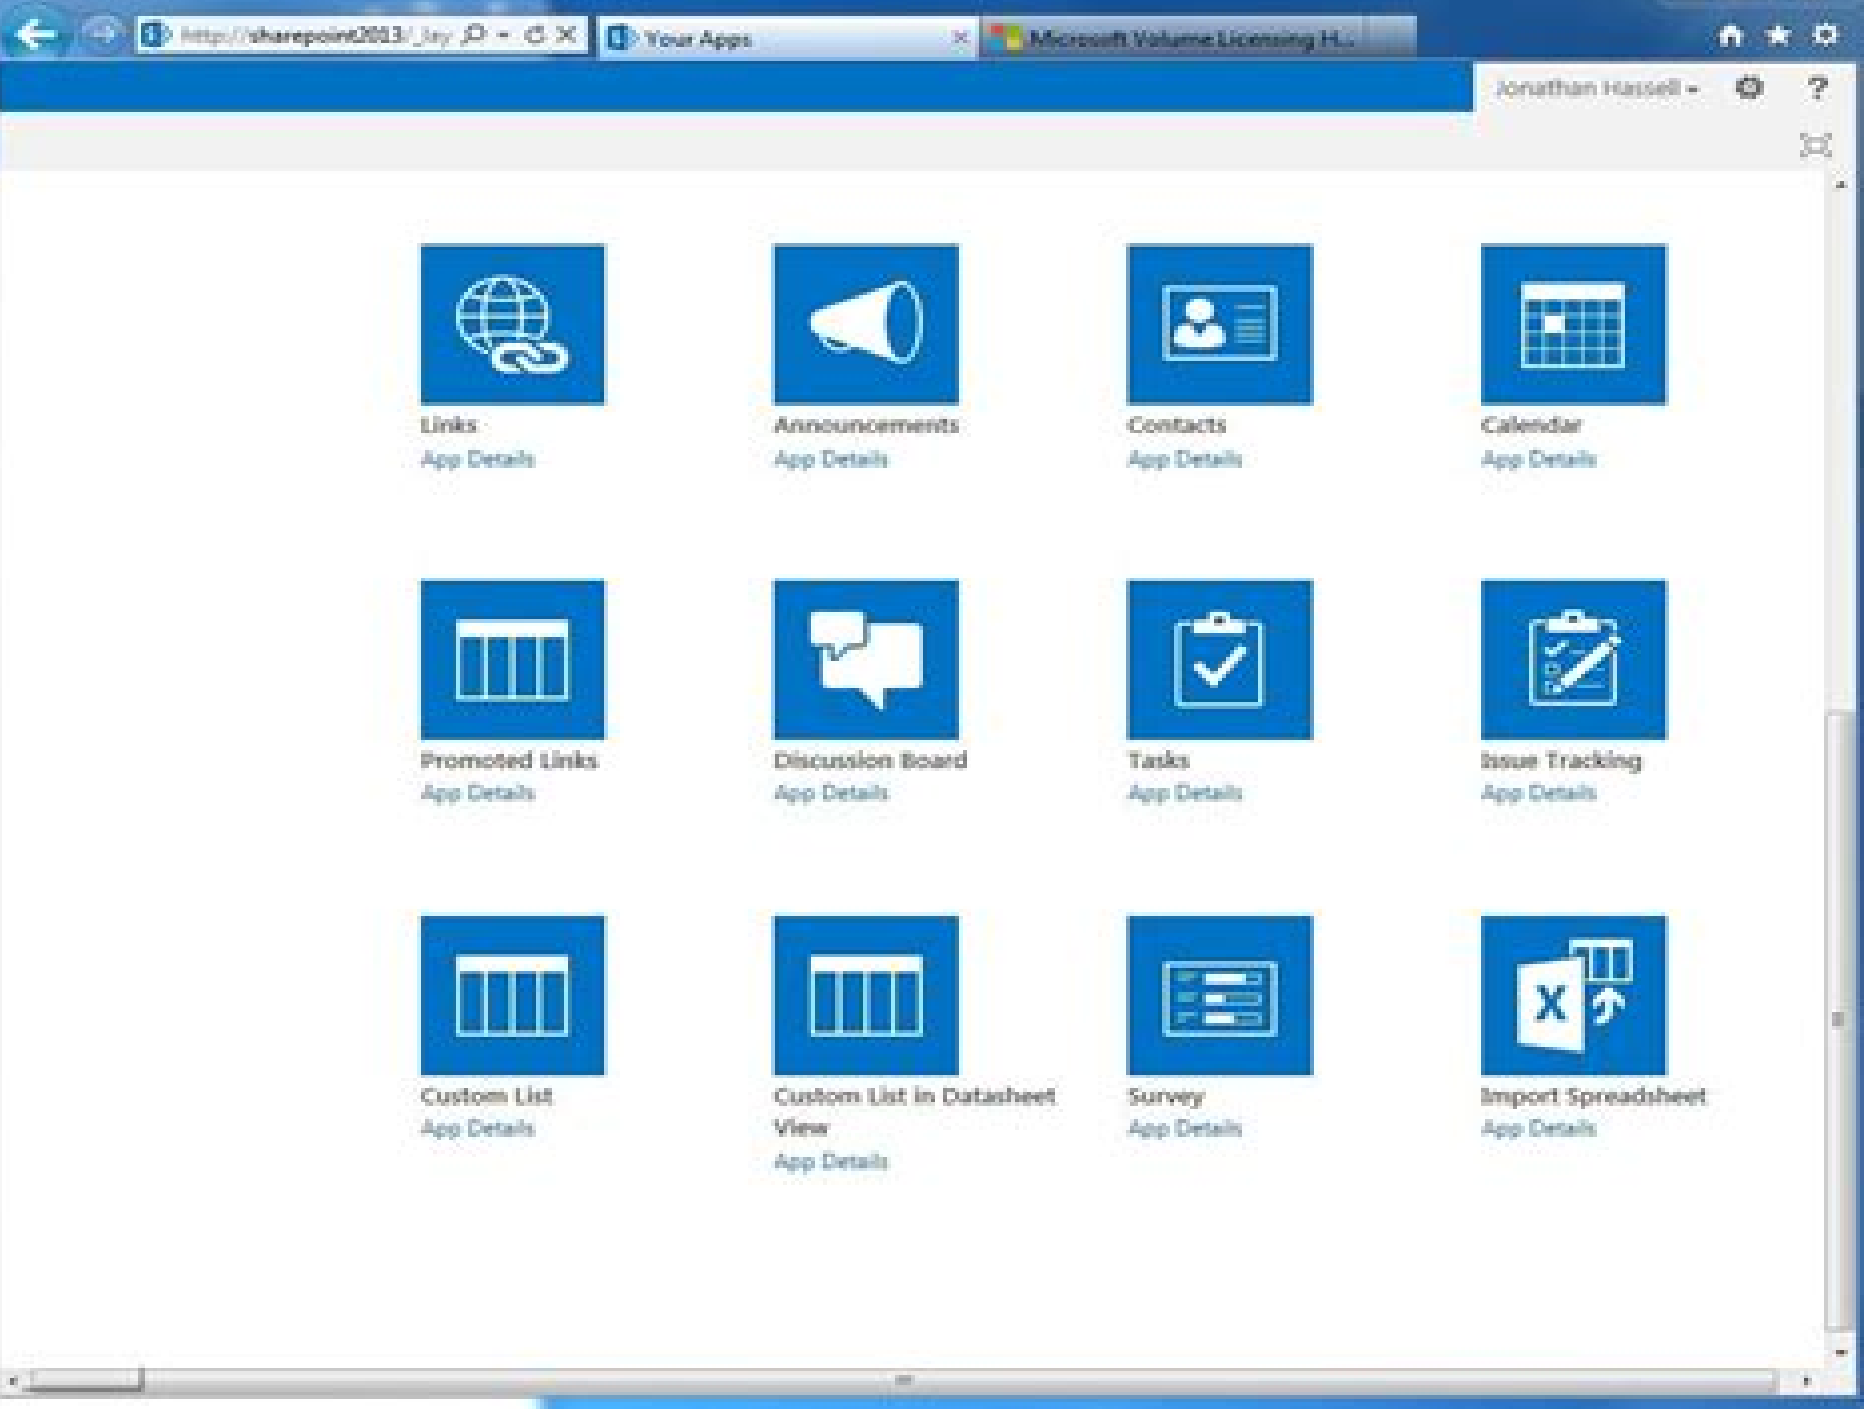 http://sharepoint2013/_lay
Your Apps
Microsoft Volume Licensing H...
Jonathan Hassell
?
Links
App Details
Announcements
App Details
Contacts
App Details
Calendar
App Details
Promoted Links
App Details
Discussion Board
App Details
Tasks
App Details
Issue Tracking
App Details
Custom List
App Details
Custom List in Datasheet
View
App Details
Survey
App Details
X
Import Spreadsheet
App Details